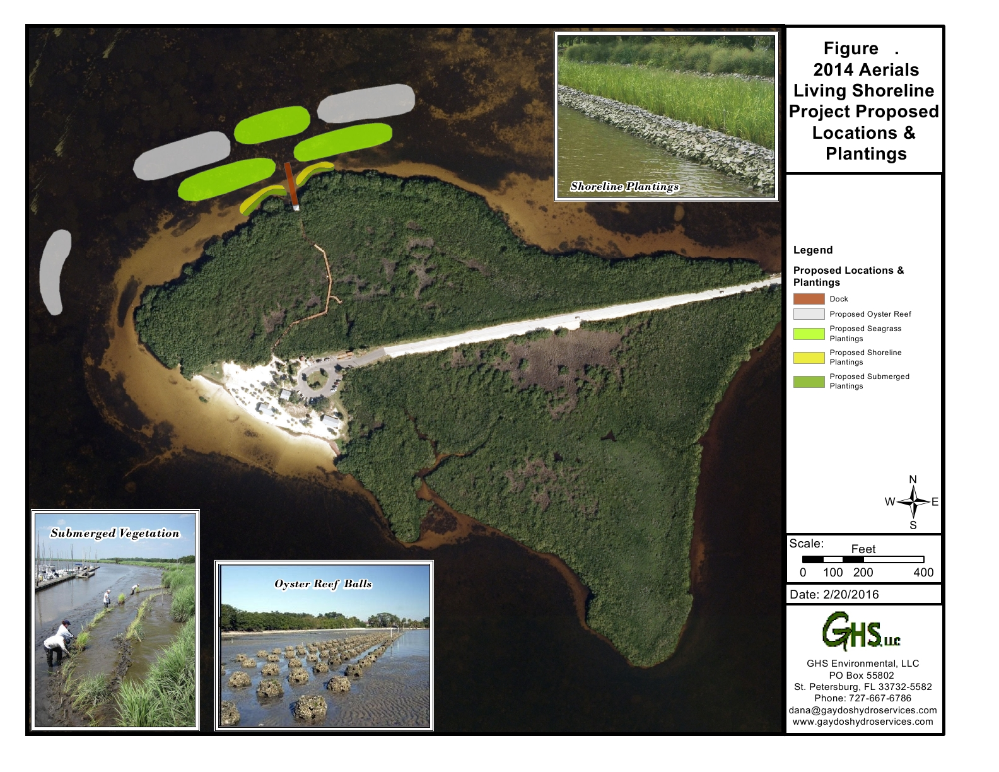 Figure .
2014 Aerials
Living Shoreline
Project Proposed
Locations &
Plantings
Shoreline Plantings
Legend
Proposed Locations &
Plantings
Dock
Proposed Oyster Reef
Proposed Seagrass
Plantings
Proposed Shoreline
Plantings
Proposed Submerged
Plantings
N
W E
S
Submerged Vegetation
Oyster Reef Balls
Scale:
Feet
0 100 200 400
Date: 2/20/2016
GHS, LLC
GHS Environmental, LLC
PO Box 55802
St. Petersburg, FL 33732-5582
Phone: 727-667-6786
dana@gaydoshydroservices.com
www.gaydoshydroservices.com